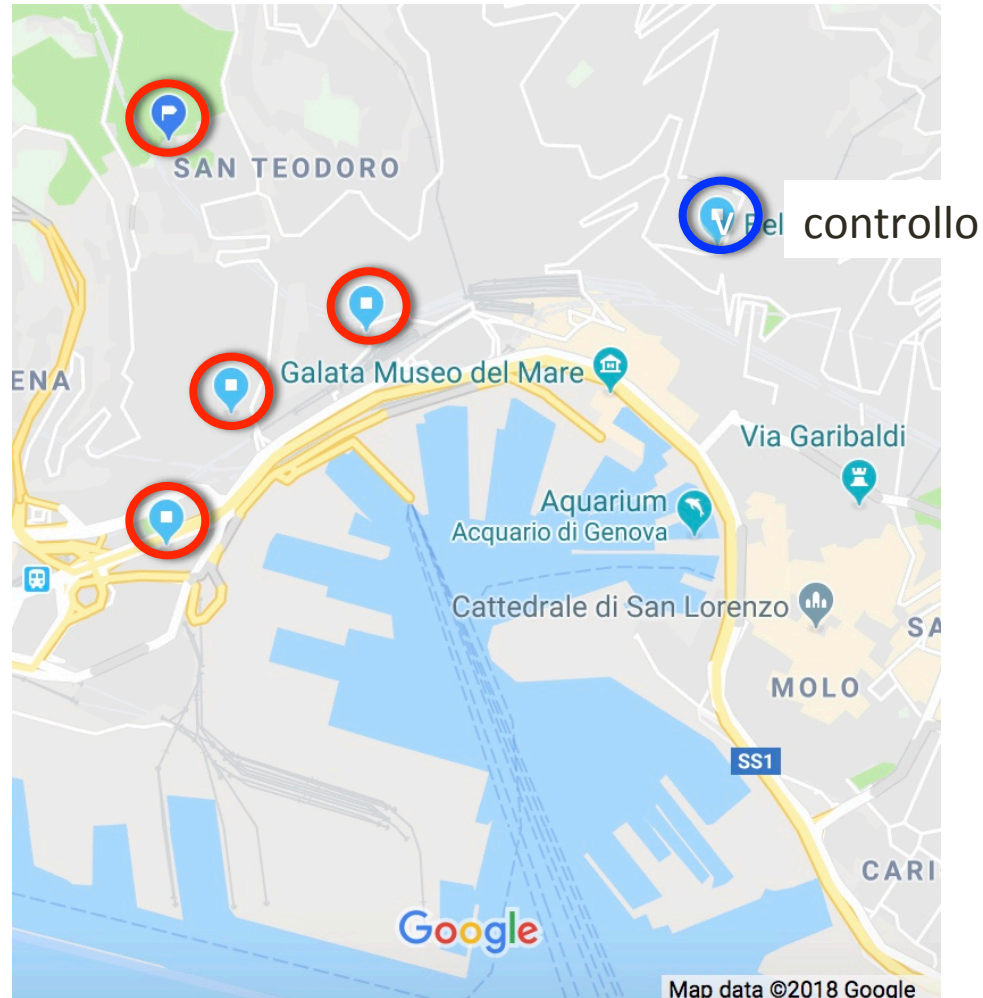 SAN TEODORO
V Bel
controllo
ENA
Galata Museo del Mare
Via Garibaldi
Aquarium
Acquario di Genova
Cattedrale di San Lorenzo
SA
MOLO
SS1
CARI
Google
Map data ©2018 Google